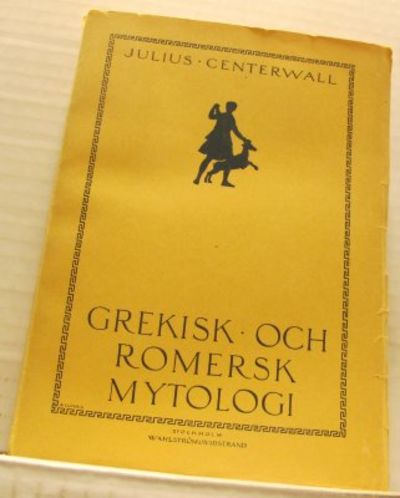 JULIUS · CENTERWALL
GREKISK · OCH
ROMERSK
MYTOLOGI
STOCKHOLM
WAHLSTRÖM&WIDSTRAND